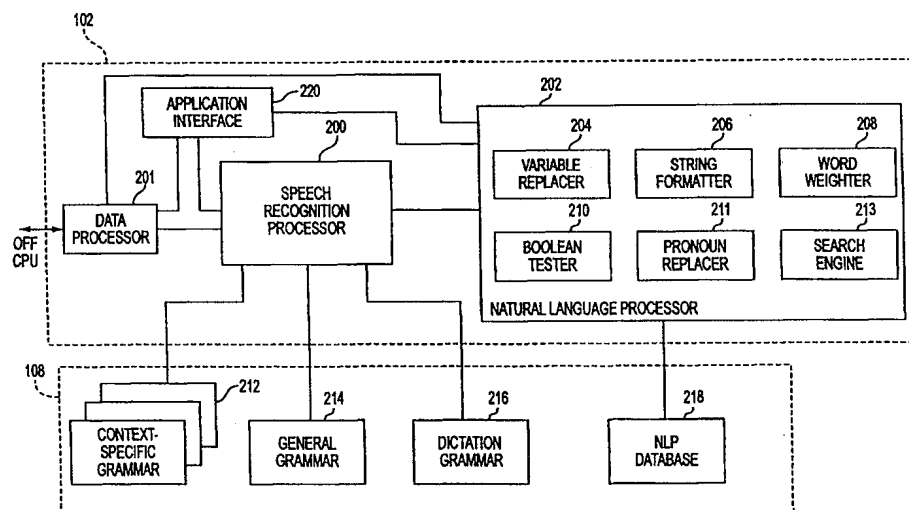 102
APPLICATION
INTERFACE
220
202
200
204
206
208
SPEECH
RECOGNITION
PROCESSOR
VARIABLE
REPLACER
STRING
FORMATTER
WORD
WEIGHTER
201
DATA
PROCESSOR
OFF
CPU
210
211
213
BOOLEAN
TESTER
PRONOUN
REPLACER
SEARCH
ENGINE
NATURAL LANGUAGE PROCESSOR
108
212
214
216
218
CONTEXT-
SPECIFIC
GRAMMAR
GENERAL
GRAMMAR
DICTATION
GRAMMAR
NLP
DATABASE